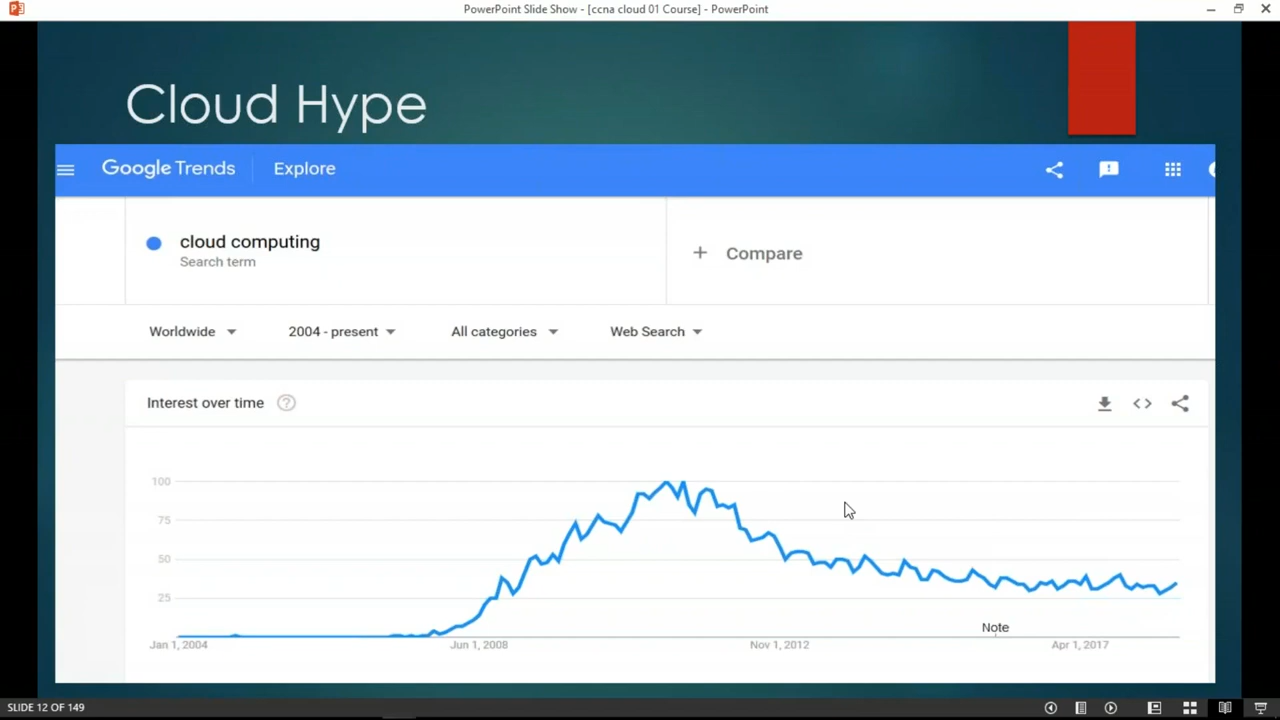 PowerPoint Slide Show - [ccna cloud 01 Course] - PowerPoint
Cloud Hype
Google Trends Explore
cloud computing
Search term
+ Compare
Worldwide 2004 - present All categories Web Search
Interest over time ?
100
75
50
25
Note
Jan 1, 2004 Jun 1, 2008 Nov 1, 2012 Apr 1, 2017
SLIDE 12 OF 149